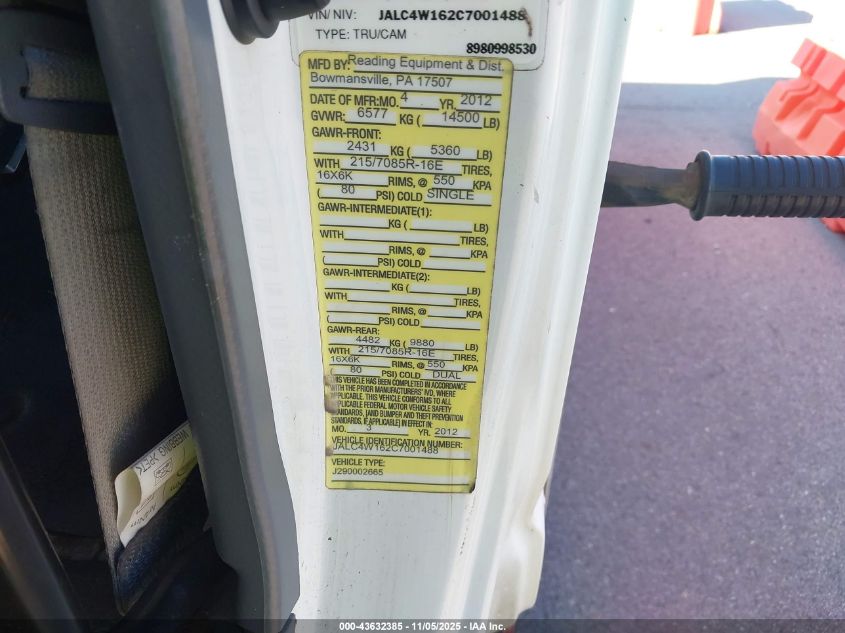 VIN/ NIV: JALC4W162C7001488
TYPE: TRU/CAM
8980998530
MFD BY: Reading Equipment & Dist.
Bowmansville, PA 17507
DATE OF MFR:MO. 4 YR. 2012
GVWR: 6577 KG ( 14500 LB)
GAWR-FRONT:
2431 KG ( 5360 LB)
WITH 215/7085R-16E TIRES,
16X6K RIMS, @ 550 KPA
( 80 PSI) COLD SINGLE
GAWR-INTERMEDIATE(1):
KG ( LB)
WITH TIRES,
RIMS, @ KPA
( PSI) COLD
GAWR-INTERMEDIATE(2):
KG ( LB)
WITH TIRES,
RIMS, @ KPA
( PSI) COLD
GAWR-REAR:
4482 KG ( 9880 LB)
WITH 215/7085R-16E TIRES,
16X6K RIMS, @ 550 KPA
( 80 PSI) COLD DUAL
THIS VEHICLE HAS BEEN COMPLETED IN ACCORDANCE
WITH THE PRIOR MANUFACTURERS' IVD, WHERE
APPLICABLE, THIS VEHICLE CONFORMS TO ALL
APPLICABLE FEDERAL MOTOR VEHICLE SAFETY
STANDARDS, [AND BUMPER AND THEFT PREVENTION
STANDARDS, IF APPLICABLE] IN EFFECT IN:
MO. 3 YR. 2012
VEHICLE IDENTIFICATION NUMBER:
JALC4W162C7001488
VEHICLE TYPE:
J290002665
000-43632385 - 11/05/2025 - IAA Inc.